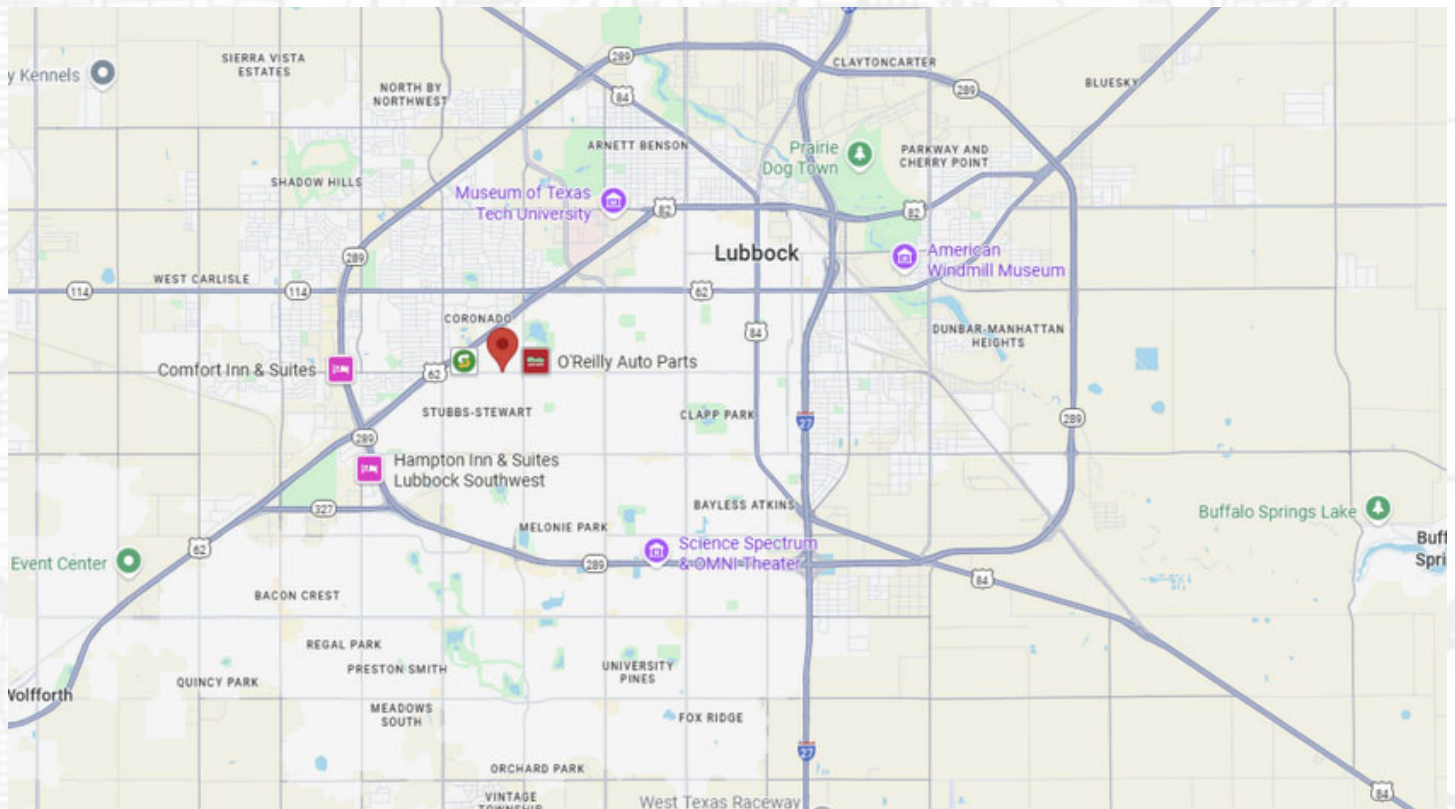 289
CLAYTONCARTER
SIERRA VISTA
ESTATES
y Kennels
BLUESKY
NORTH BY
NORTHWEST
289
84
ARNETT BENSON
Prairie
Dog Town
PARKWAY AND
CHERRY POINT
SHADOW HILLS
Museum of Texas
Tech University
82
82
289
Lubbock
American
Windmill Museum
WEST CARLISLE
114
114
62
CORONADO
84
DUNBAR-MANHATTAN
HEIGHTS
Comfort Inn & Suites
62
O'Reilly Auto Parts
STUBBS-STEWART
CLAPP PARK
27
289
289
Hampton Inn & Suites
Lubbock Southwest
327
BAYLESS ATKINS
Buffalo Springs Lake
MELONIE PARK
62
Science Spectrum
& OMNI Theater
Buff
Spri
Event Center
289
84
BACON CREST
REGAL PARK
PRESTON SMITH
UNIVERSITY
PINES
QUINCY PARK
Wolfforth
MEADOWS
SOUTH
FOX RIDGE
27
ORCHARD PARK
84
VINTAGE
TOWNSHIP
West Texas Raceway